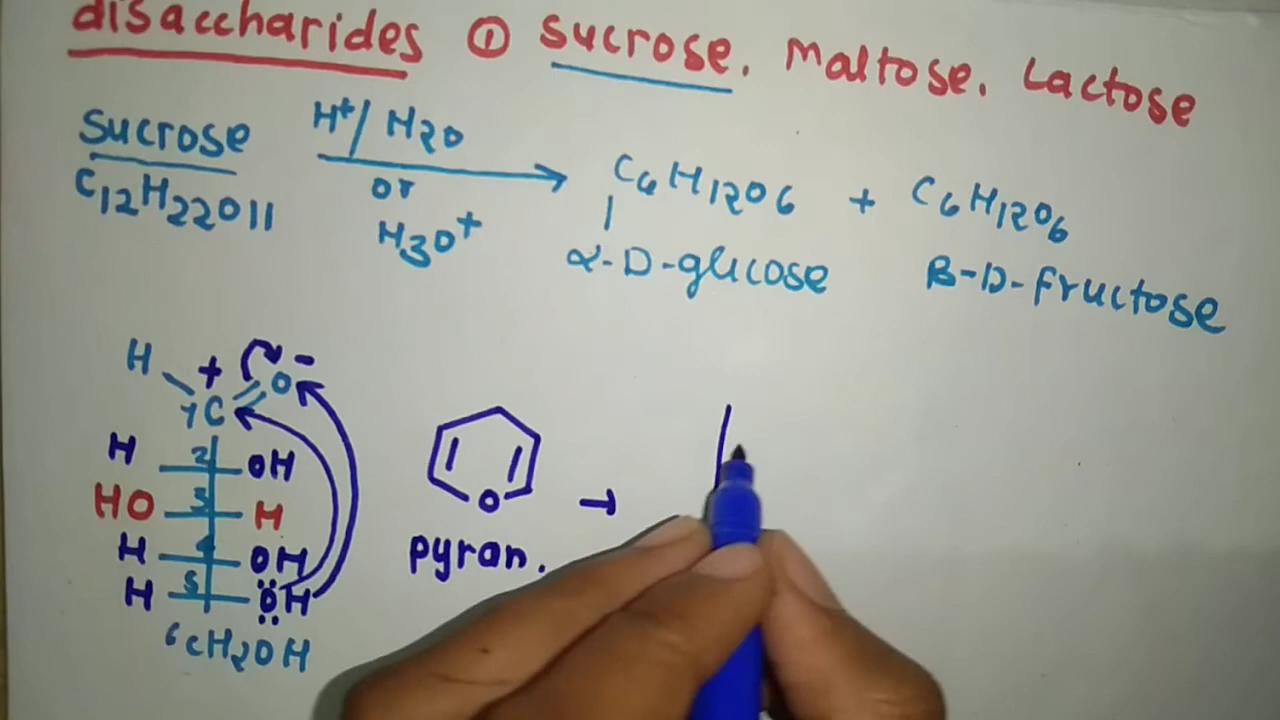 disaccharides ① sucrose. Maltose. Lactose
sucrose H+/H2O C6H12O6 + C6H12O6
C12H22O11 or H3O+ α-D-glucose B-D-fructose
H + -
1C O
H 2 OH
HO 3 H
H 4 OH
H 5 OH
6CH2OH
O →
pyran.